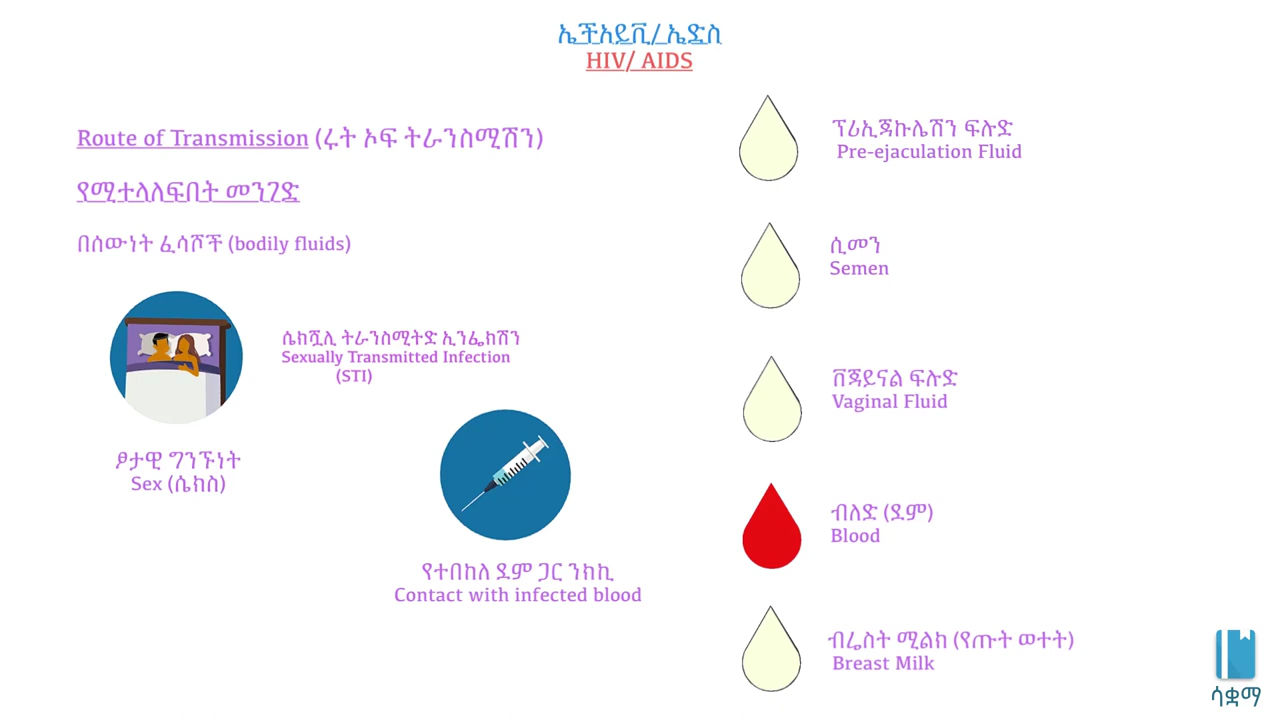 ኤችአይቪ/ ኤድስ
HIV/ AIDS
Route of Transmission (ሩት ኦፍ ትራንስሚሽን)
የሚተላለፍበት መንገድ
በሰውነት ፈሳሾች (bodily fluids)
ሴክሿሊ ትራንስሚትድ ኢንፌክሽን
Sexually Transmitted Infection
(STI)
ፆታዊ ግንኙነት
Sex (ሴክስ)
የተበከለ ደም ጋር ንክኪ
Contact with infected blood
ፕሪኢጃኩሌሽን ፍሉድ
Pre-ejaculation Fluid
ሲመን
Semen
ቨጃይናል ፍሉድ
Vaginal Fluid
ብለድ (ደም)
Blood
ብሬስት ሚልክ (የጡት ወተት)
Breast Milk
ሳቋማ